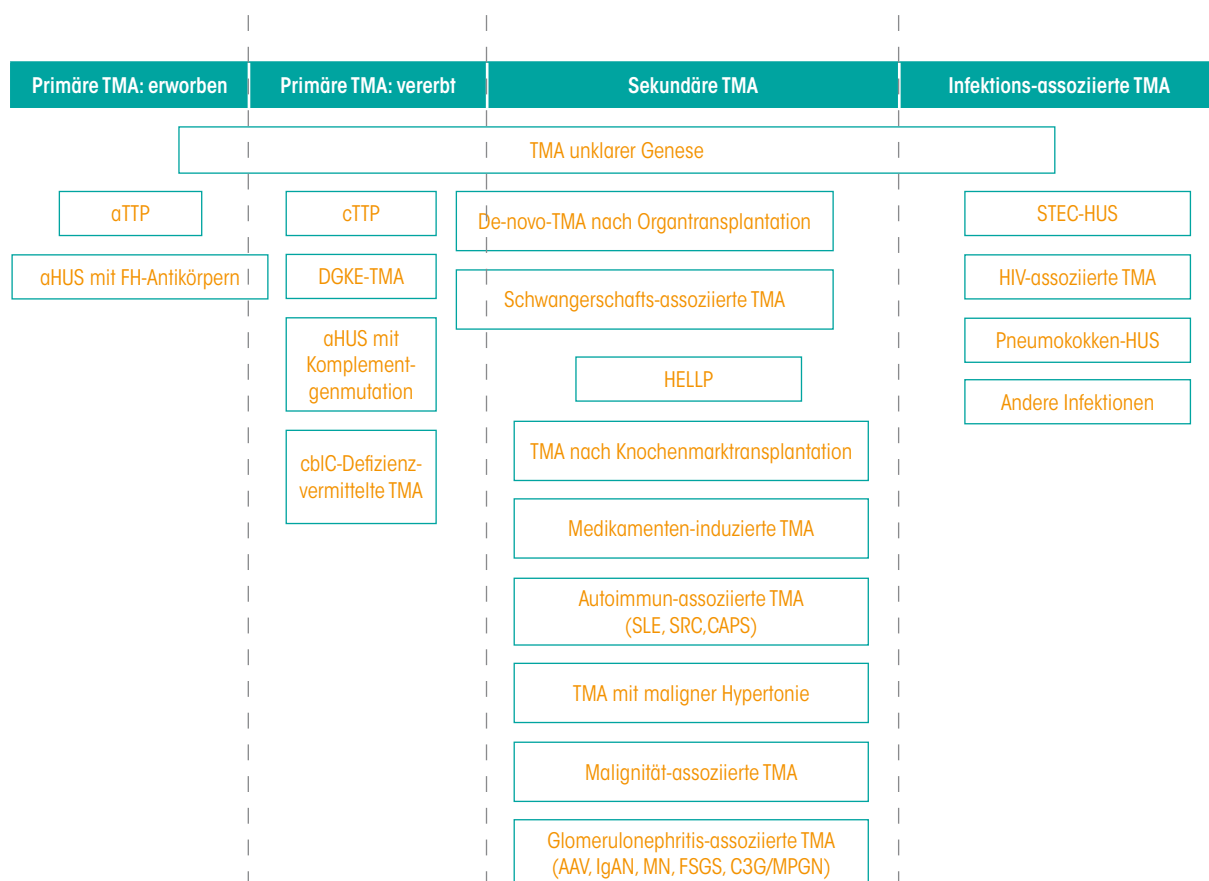 Primäre TMA: erworben
Primäre TMA: vererbt
Sekundäre TMA
Infektions-assoziierte TMA
TMA unklarer Genese
aTTP
aHUS mit FH-Antikörpern
cTTP
DGKE-TMA
aHUS mit
Komplement-
genmutation
cblC-Defizienz-
vermittelte TMA
De-novo-TMA nach Organtransplantation
Schwangerschafts-assoziierte TMA
HELLP
TMA nach Knochenmarktransplantation
Medikamenten-induzierte TMA
Autoimmun-assoziierte TMA
(SLE, SRC,CAPS)
TMA mit maligner Hypertonie
Malignität-assoziierte TMA
Glomerulonephritis-assoziierte TMA
(AAV, IgAN, MN, FSGS, C3G/MPGN)
STEC-HUS
HIV-assoziierte TMA
Pneumokokken-HUS
Andere Infektionen